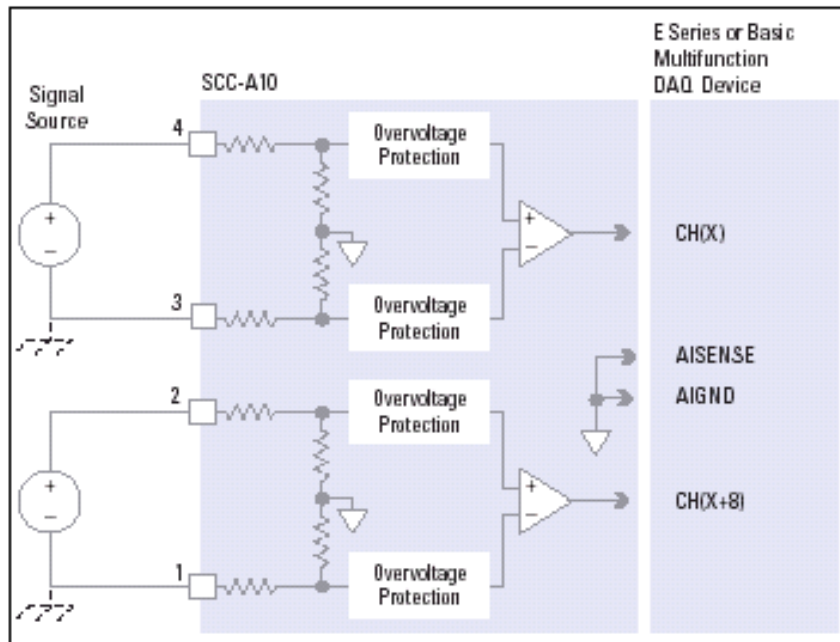 E Series or Basic
Multifunction
DAQ Device
SCC-A10
Signal
Source
4
Overvoltage
Protection
+
−
+
−
CH(X)
3
Overvoltage
Protection
AISENSE
2
Overvoltage
Protection
AIGND
+
−
+
−
CH(X+8)
1
Overvoltage
Protection